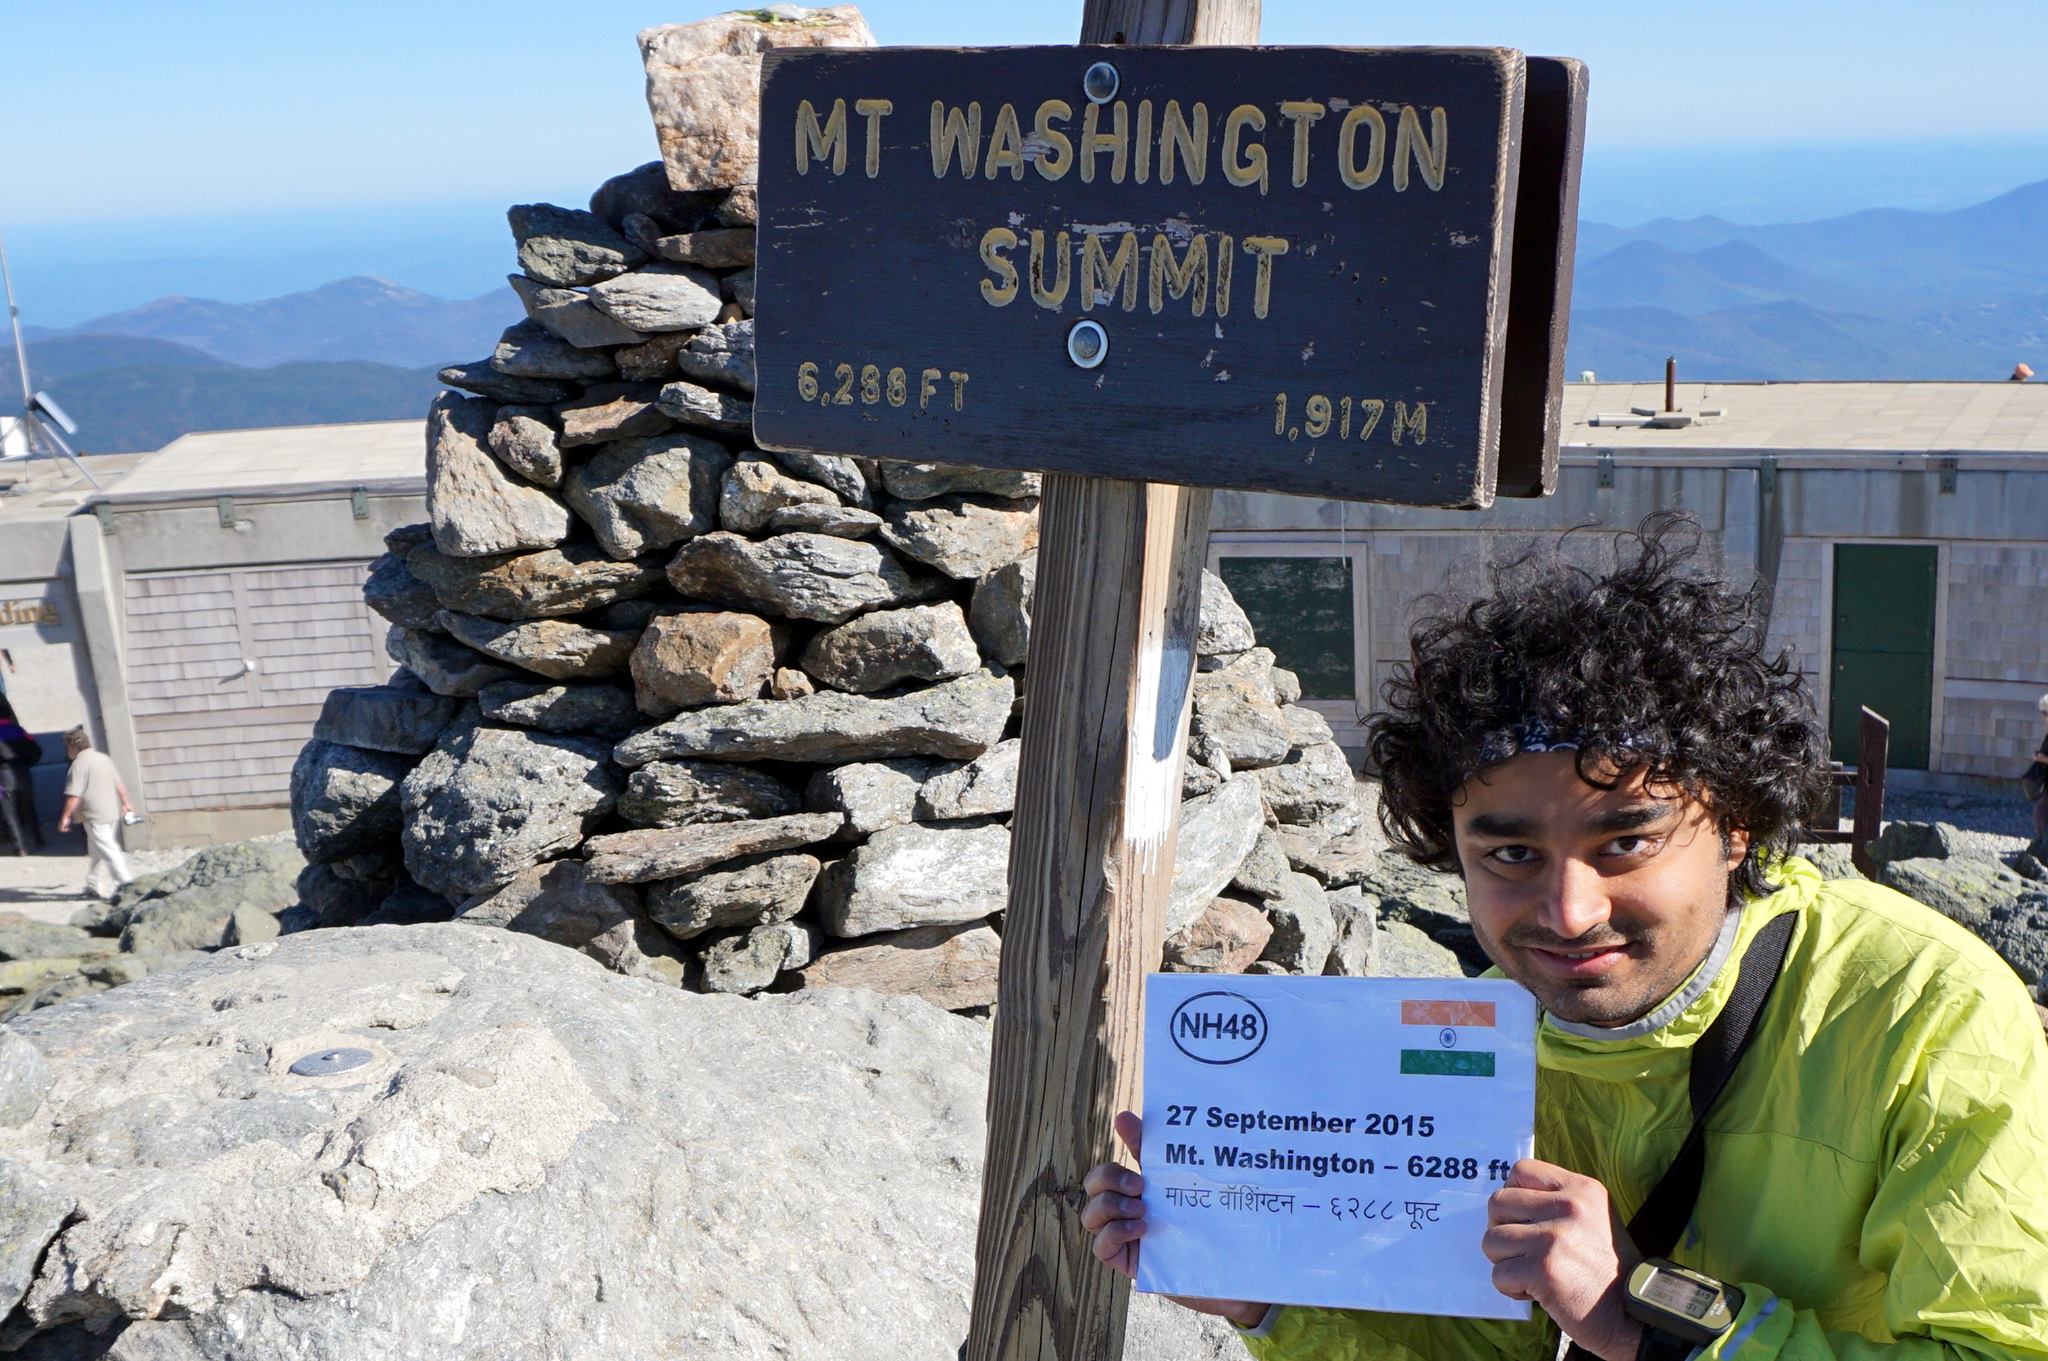 MT WASHINGTON
SUMMIT
6,288 FT 1,917 M
NH48
27 September 2015
Mt. Washington – 6288 ft
माउंट वॉशिंग्टन – ६२८८ फूट